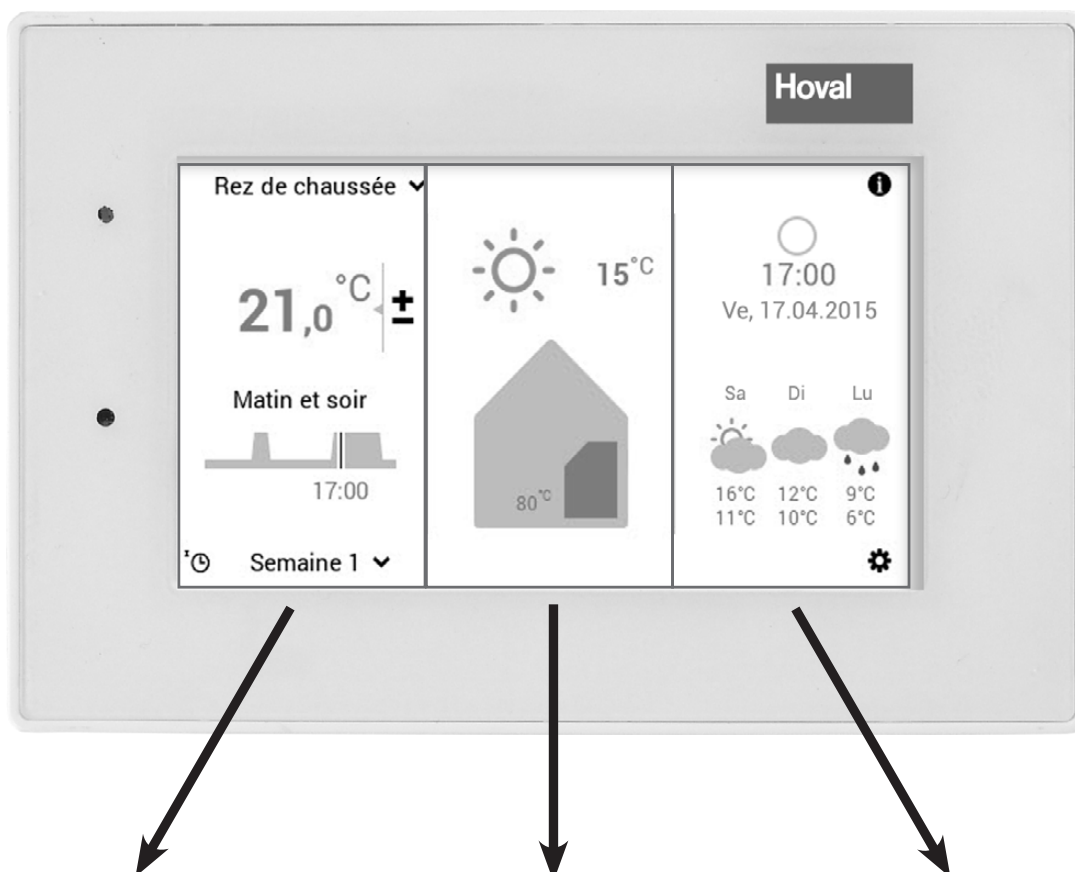 Hoval
Rez de chaussée
21,0 °C
±
Matin et soir
17:00
Semaine 1
15°C
80°C
17:00
Ve, 17.04.2015
Sa Di Lu
16°C 12°C 9°C
11°C 10°C 6°C